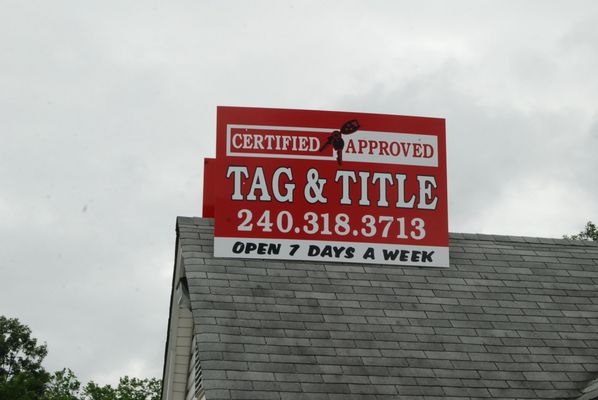 CERTIFIED APPROVED
TAG & TITLE
240.318.3713
OPEN 7 DAYS A WEEK